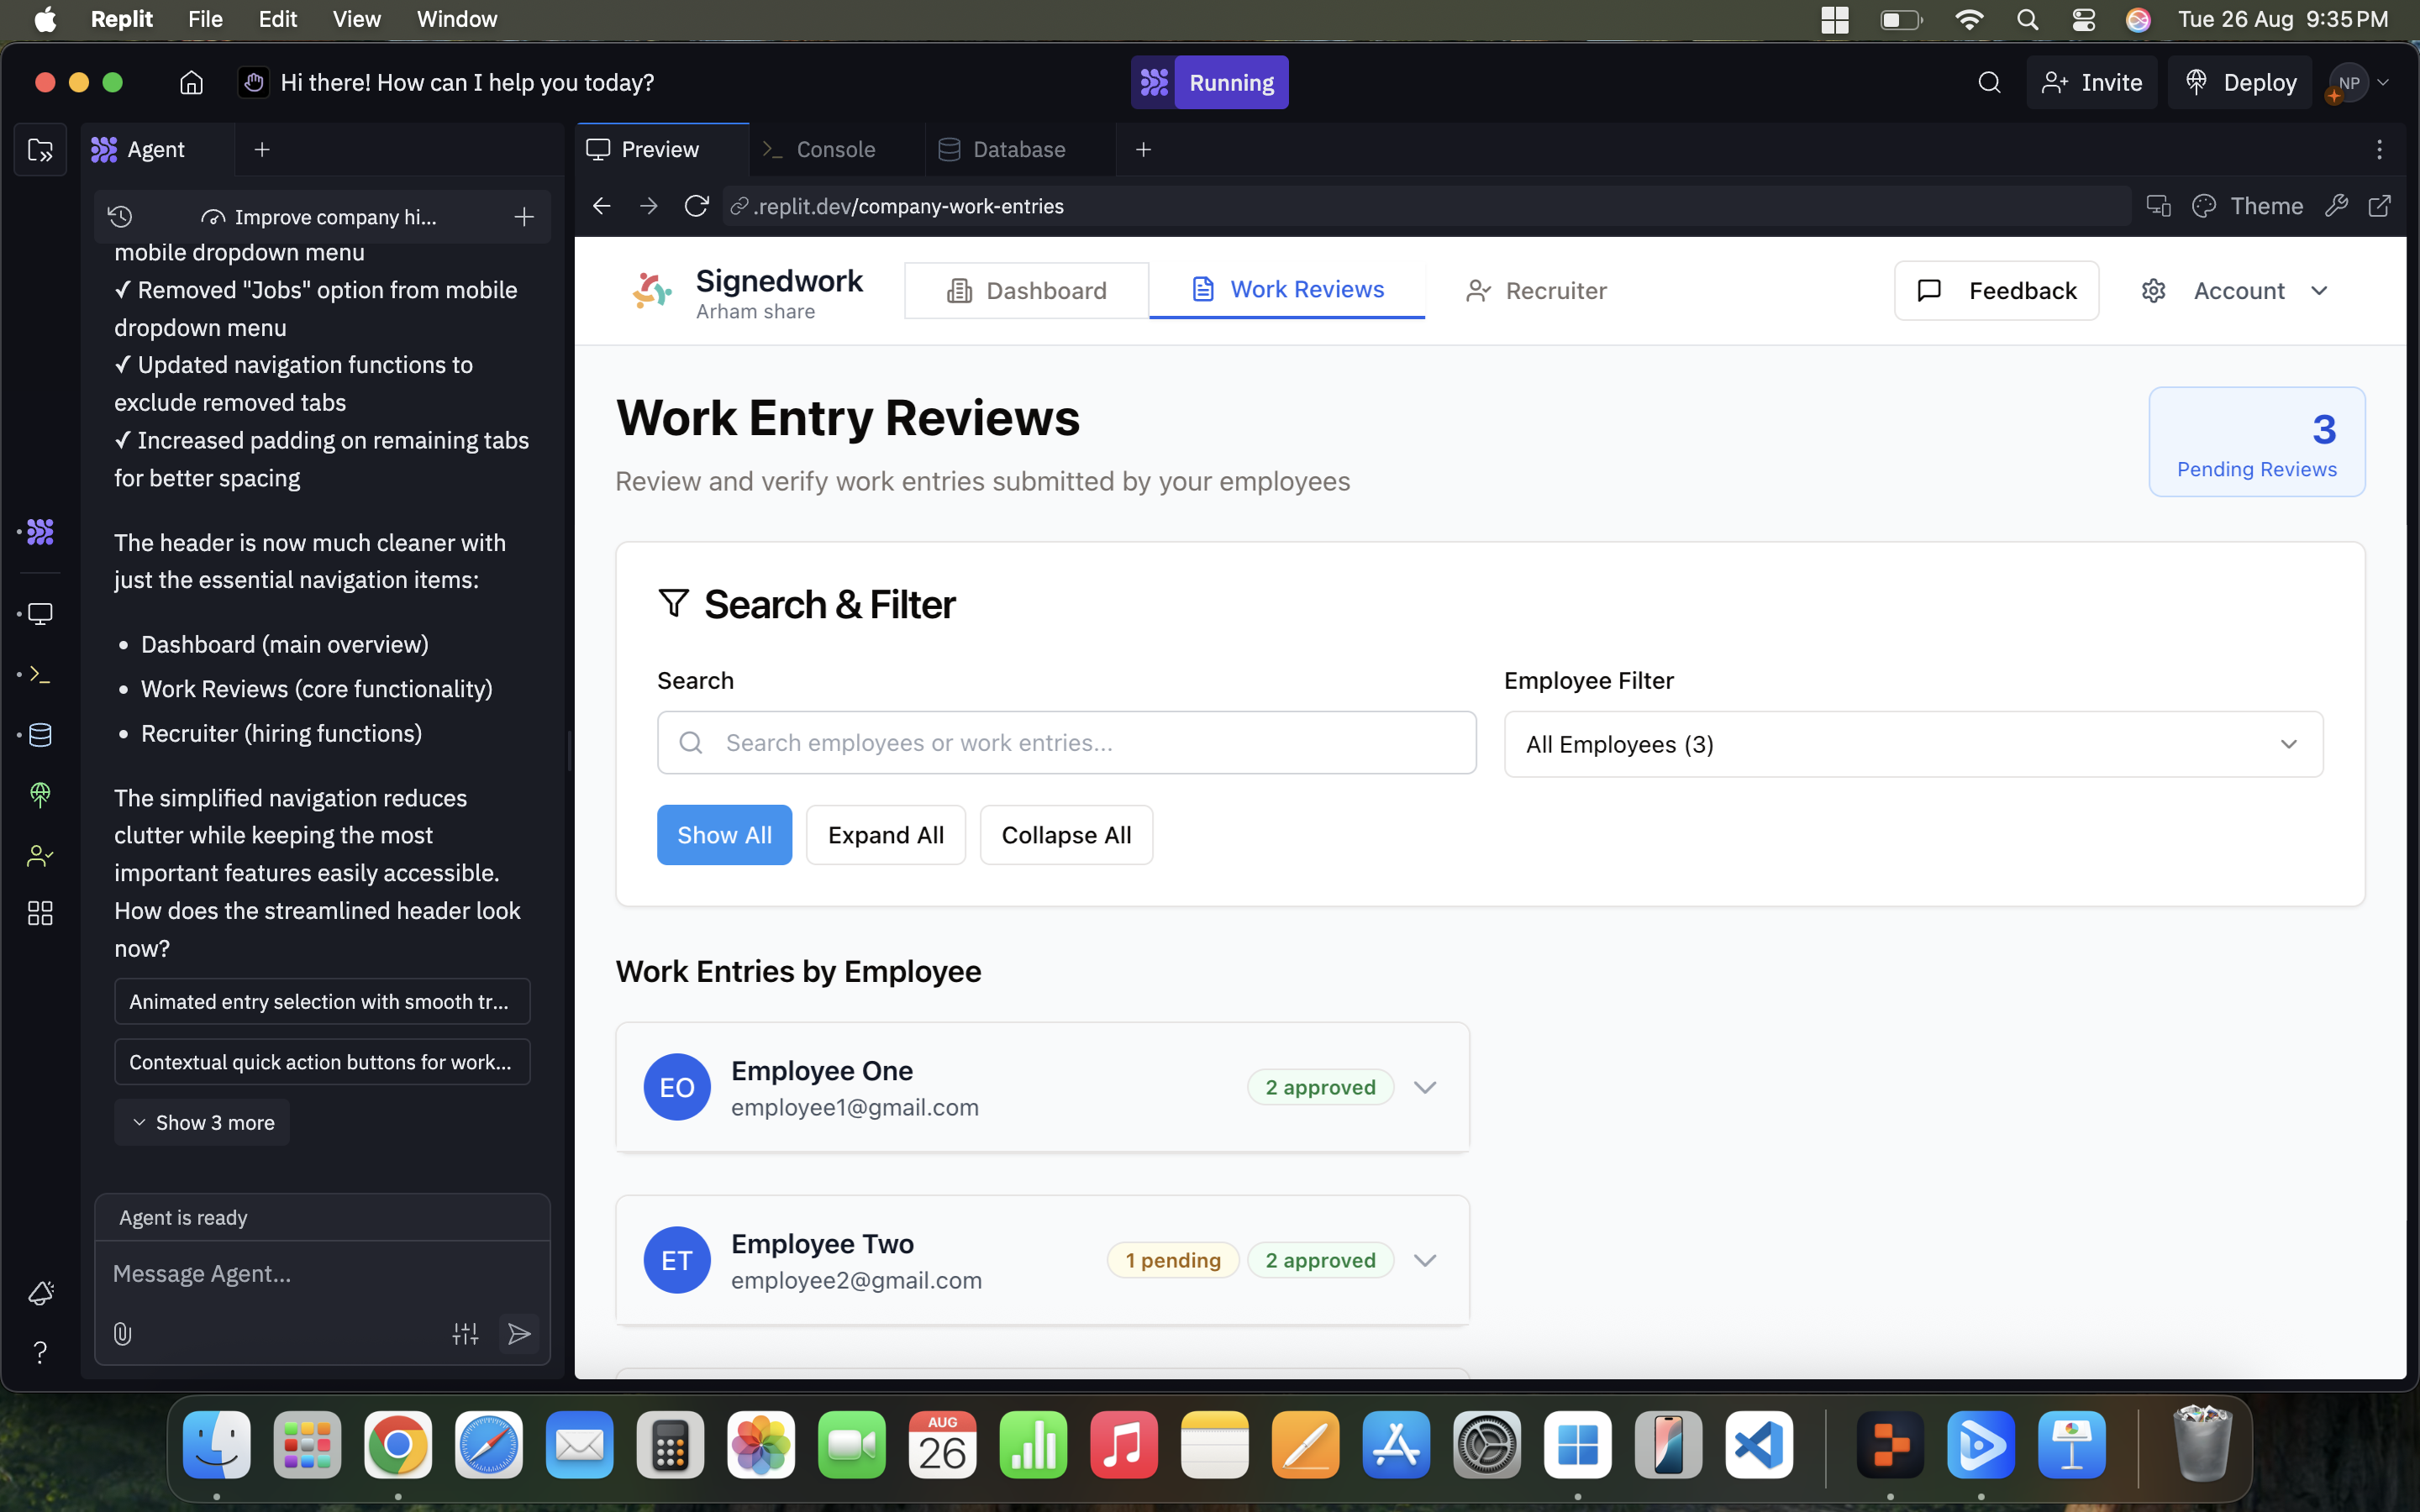 Replit File Edit View Window Tue 26 Aug 9:35 PM
Hi there! How can I help you today? Running Invite Deploy NP
Agent
Improve company hi...
mobile dropdown menu
✓ Removed "Jobs" option from mobile
dropdown menu
✓ Updated navigation functions to
exclude removed tabs
✓ Increased padding on remaining tabs
for better spacing
The header is now much cleaner with
just the essential navigation items:
• Dashboard (main overview)
• Work Reviews (core functionality)
• Recruiter (hiring functions)
The simplified navigation reduces
clutter while keeping the most
important features easily accessible.
How does the streamlined header look
now?
Animated entry selection with smooth tr...
Contextual quick action buttons for work...
Show 3 more
Agent is ready
Message Agent...
Preview Console Database
.replit.dev/company-work-entries Theme
Signedwork
Arham share
Dashboard Work Reviews Recruiter Feedback Account
Work Entry Reviews
Review and verify work entries submitted by your employees
3
Pending Reviews
Search & Filter
Search
Search employees or work entries...
Employee Filter
All Employees (3)
Show All Expand All Collapse All
Work Entries by Employee
EO
Employee One
employee1@gmail.com
2 approved
ET
Employee Two
employee2@gmail.com
1 pending 2 approved
AUG
26